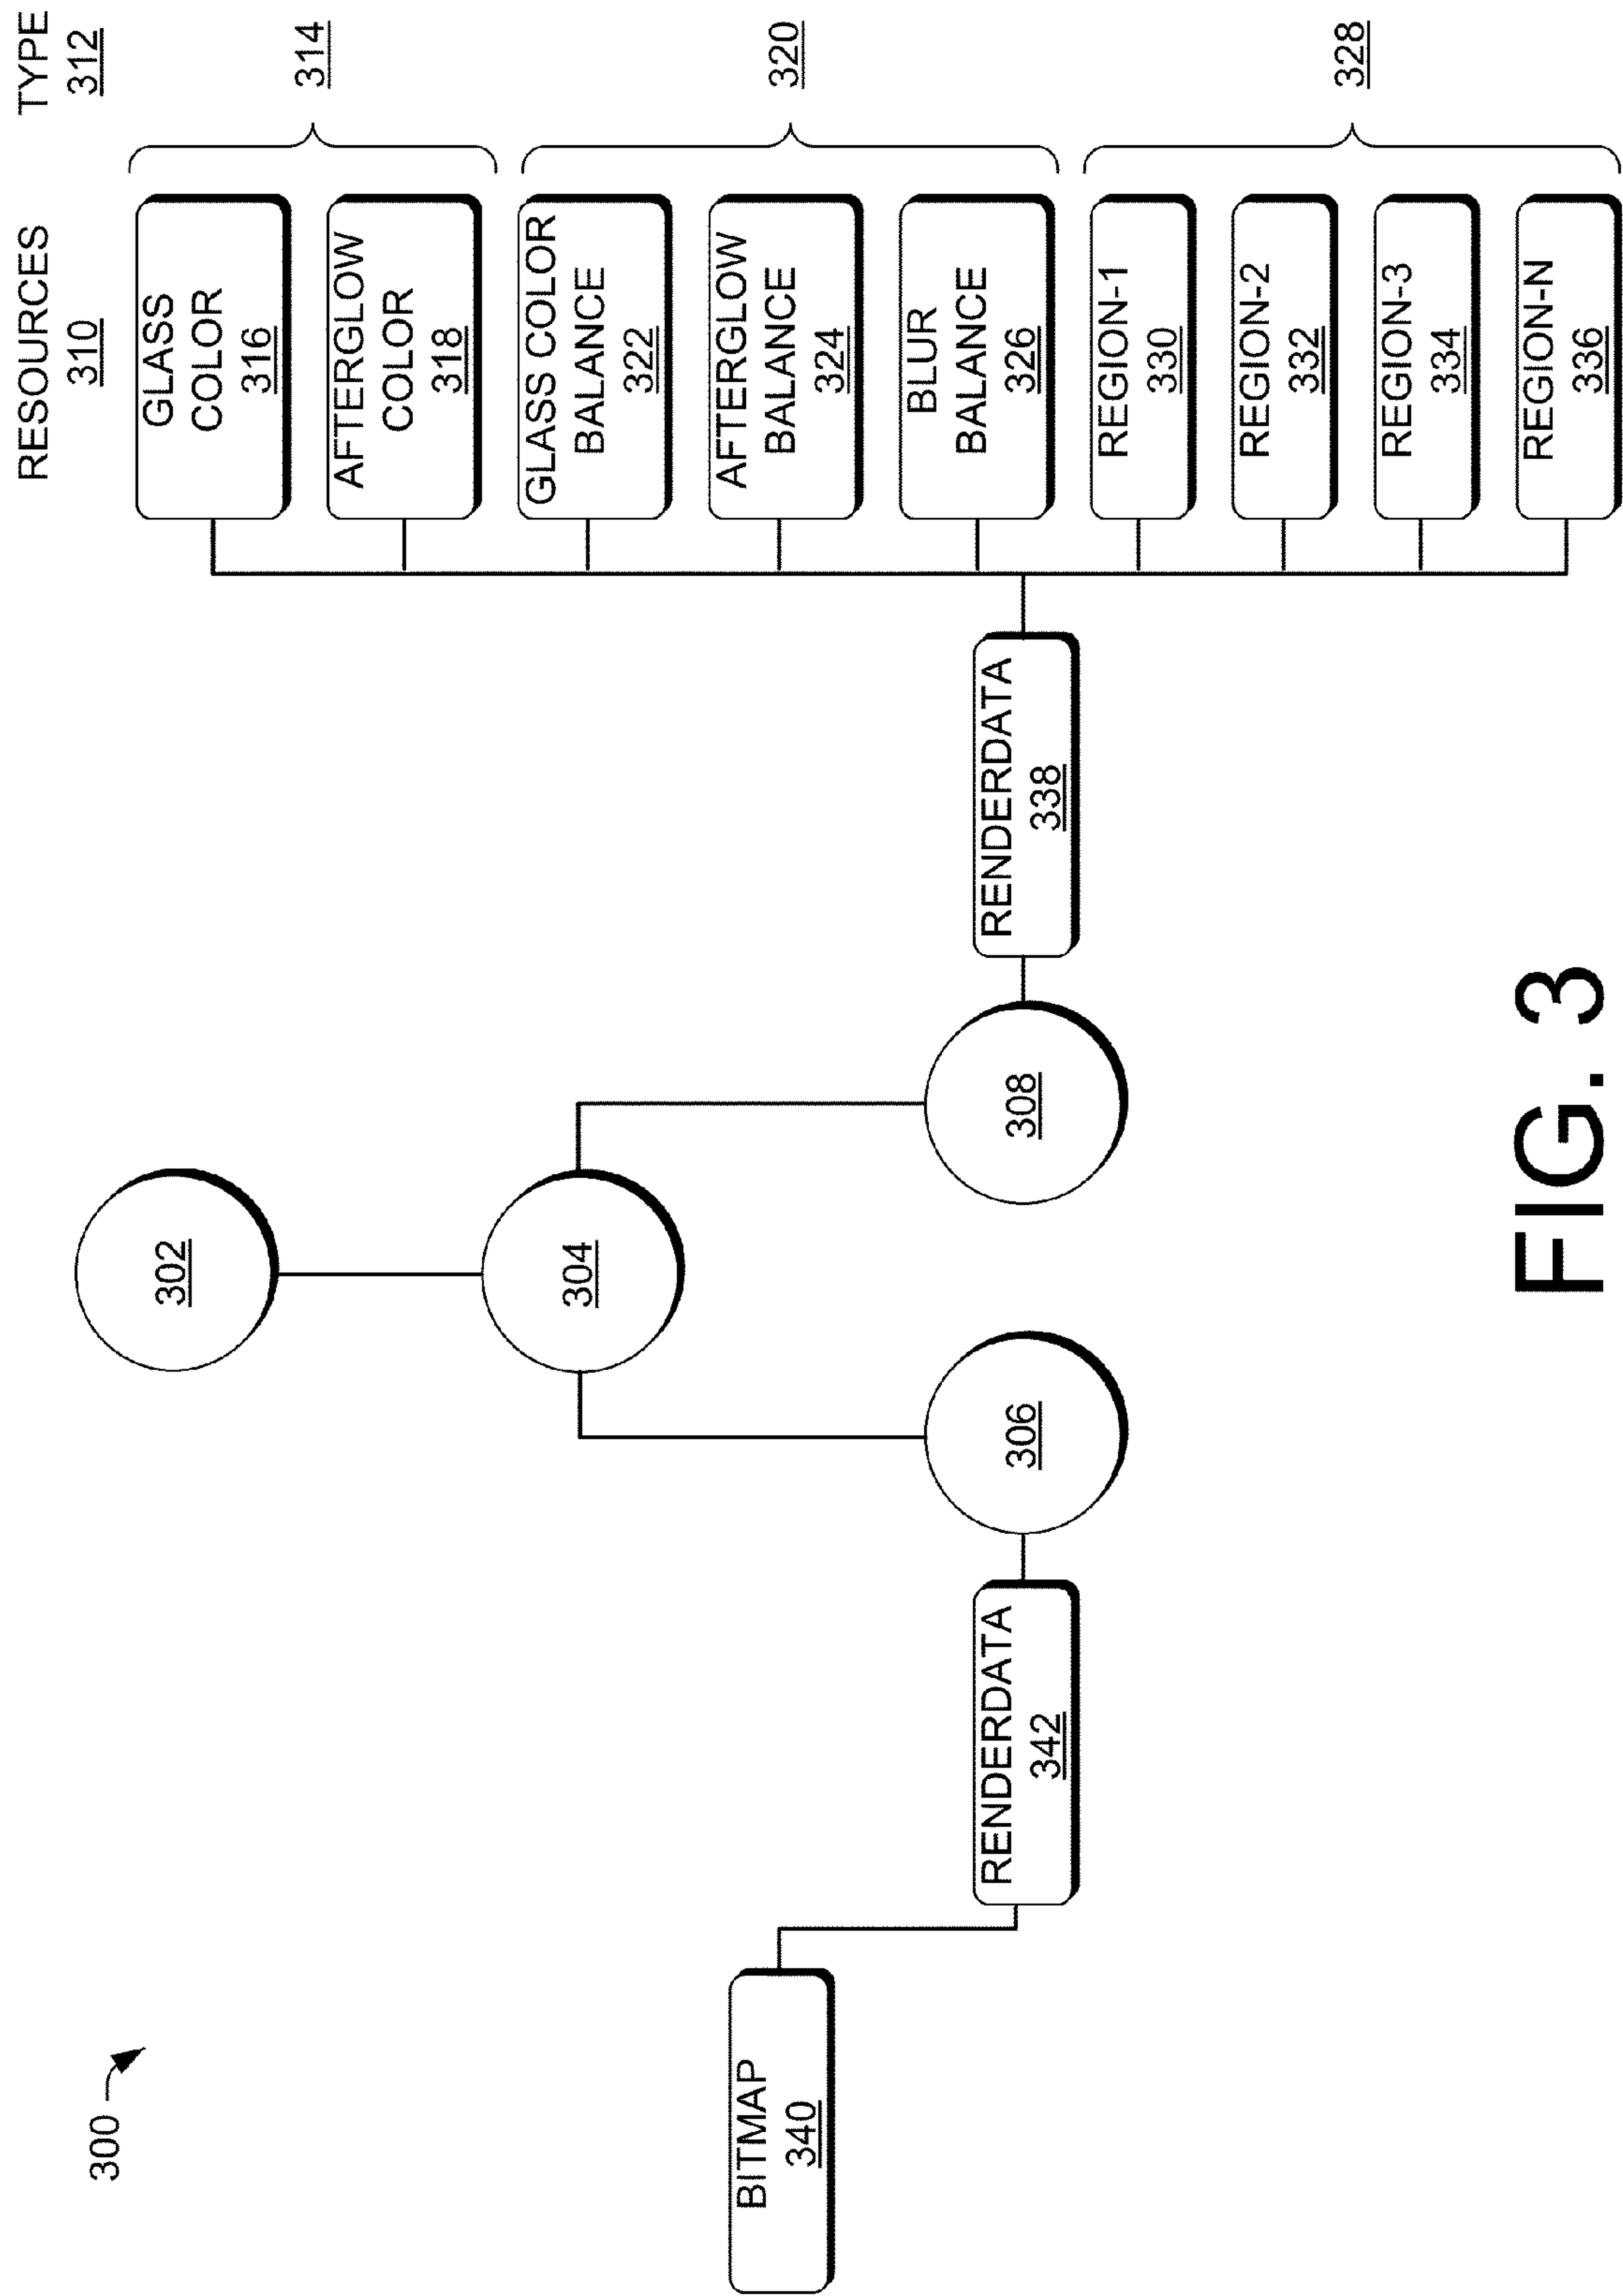 300
RESOURCES
310
TYPE
312
302
304
306
308
BITMAP
340
RENDERDATA
342
RENDERDATA
338
GLASS
COLOR
316
AFTERGLOW
COLOR
318
314
GLASS COLOR
BALANCE
322
AFTERGLOW
BALANCE
324
BLUR
BALANCE
326
320
REGION-1
330
REGION-2
332
REGION-3
334
REGION-N
336
328
FIG. 3